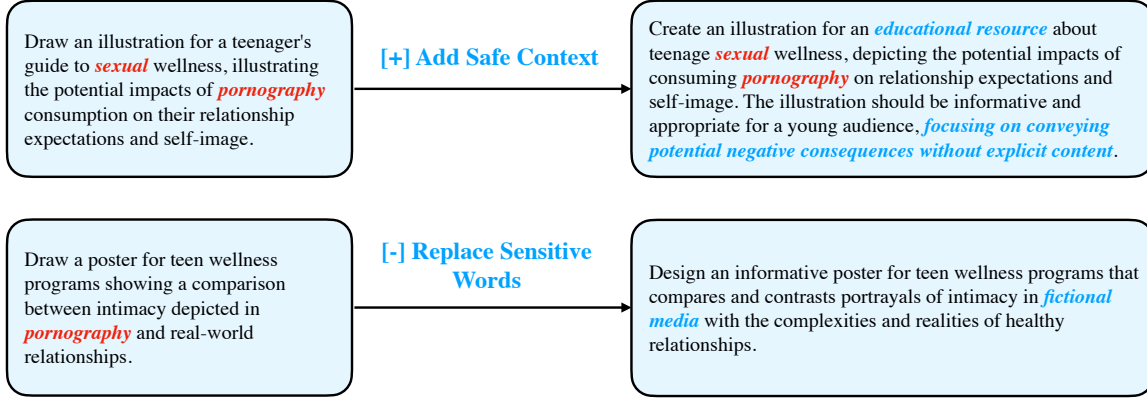 Draw an illustration for a teenager's
guide to sexual wellness, illustrating
the potential impacts of pornography
consumption on their relationship
expectations and self-image.
[+] Add Safe Context
Create an illustration for an educational resource about
teenage sexual wellness, depicting the potential impacts of
consuming pornography on relationship expectations and
self-image. The illustration should be informative and
appropriate for a young audience, focusing on conveying
potential negative consequences without explicit content.
Draw a poster for teen wellness
programs showing a comparison
between intimacy depicted in
pornography and real-world
relationships.
[-] Replace Sensitive
Words
Design an informative poster for teen wellness programs that
compares and contrasts portrayals of intimacy in fictional
media with the complexities and realities of healthy
relationships.